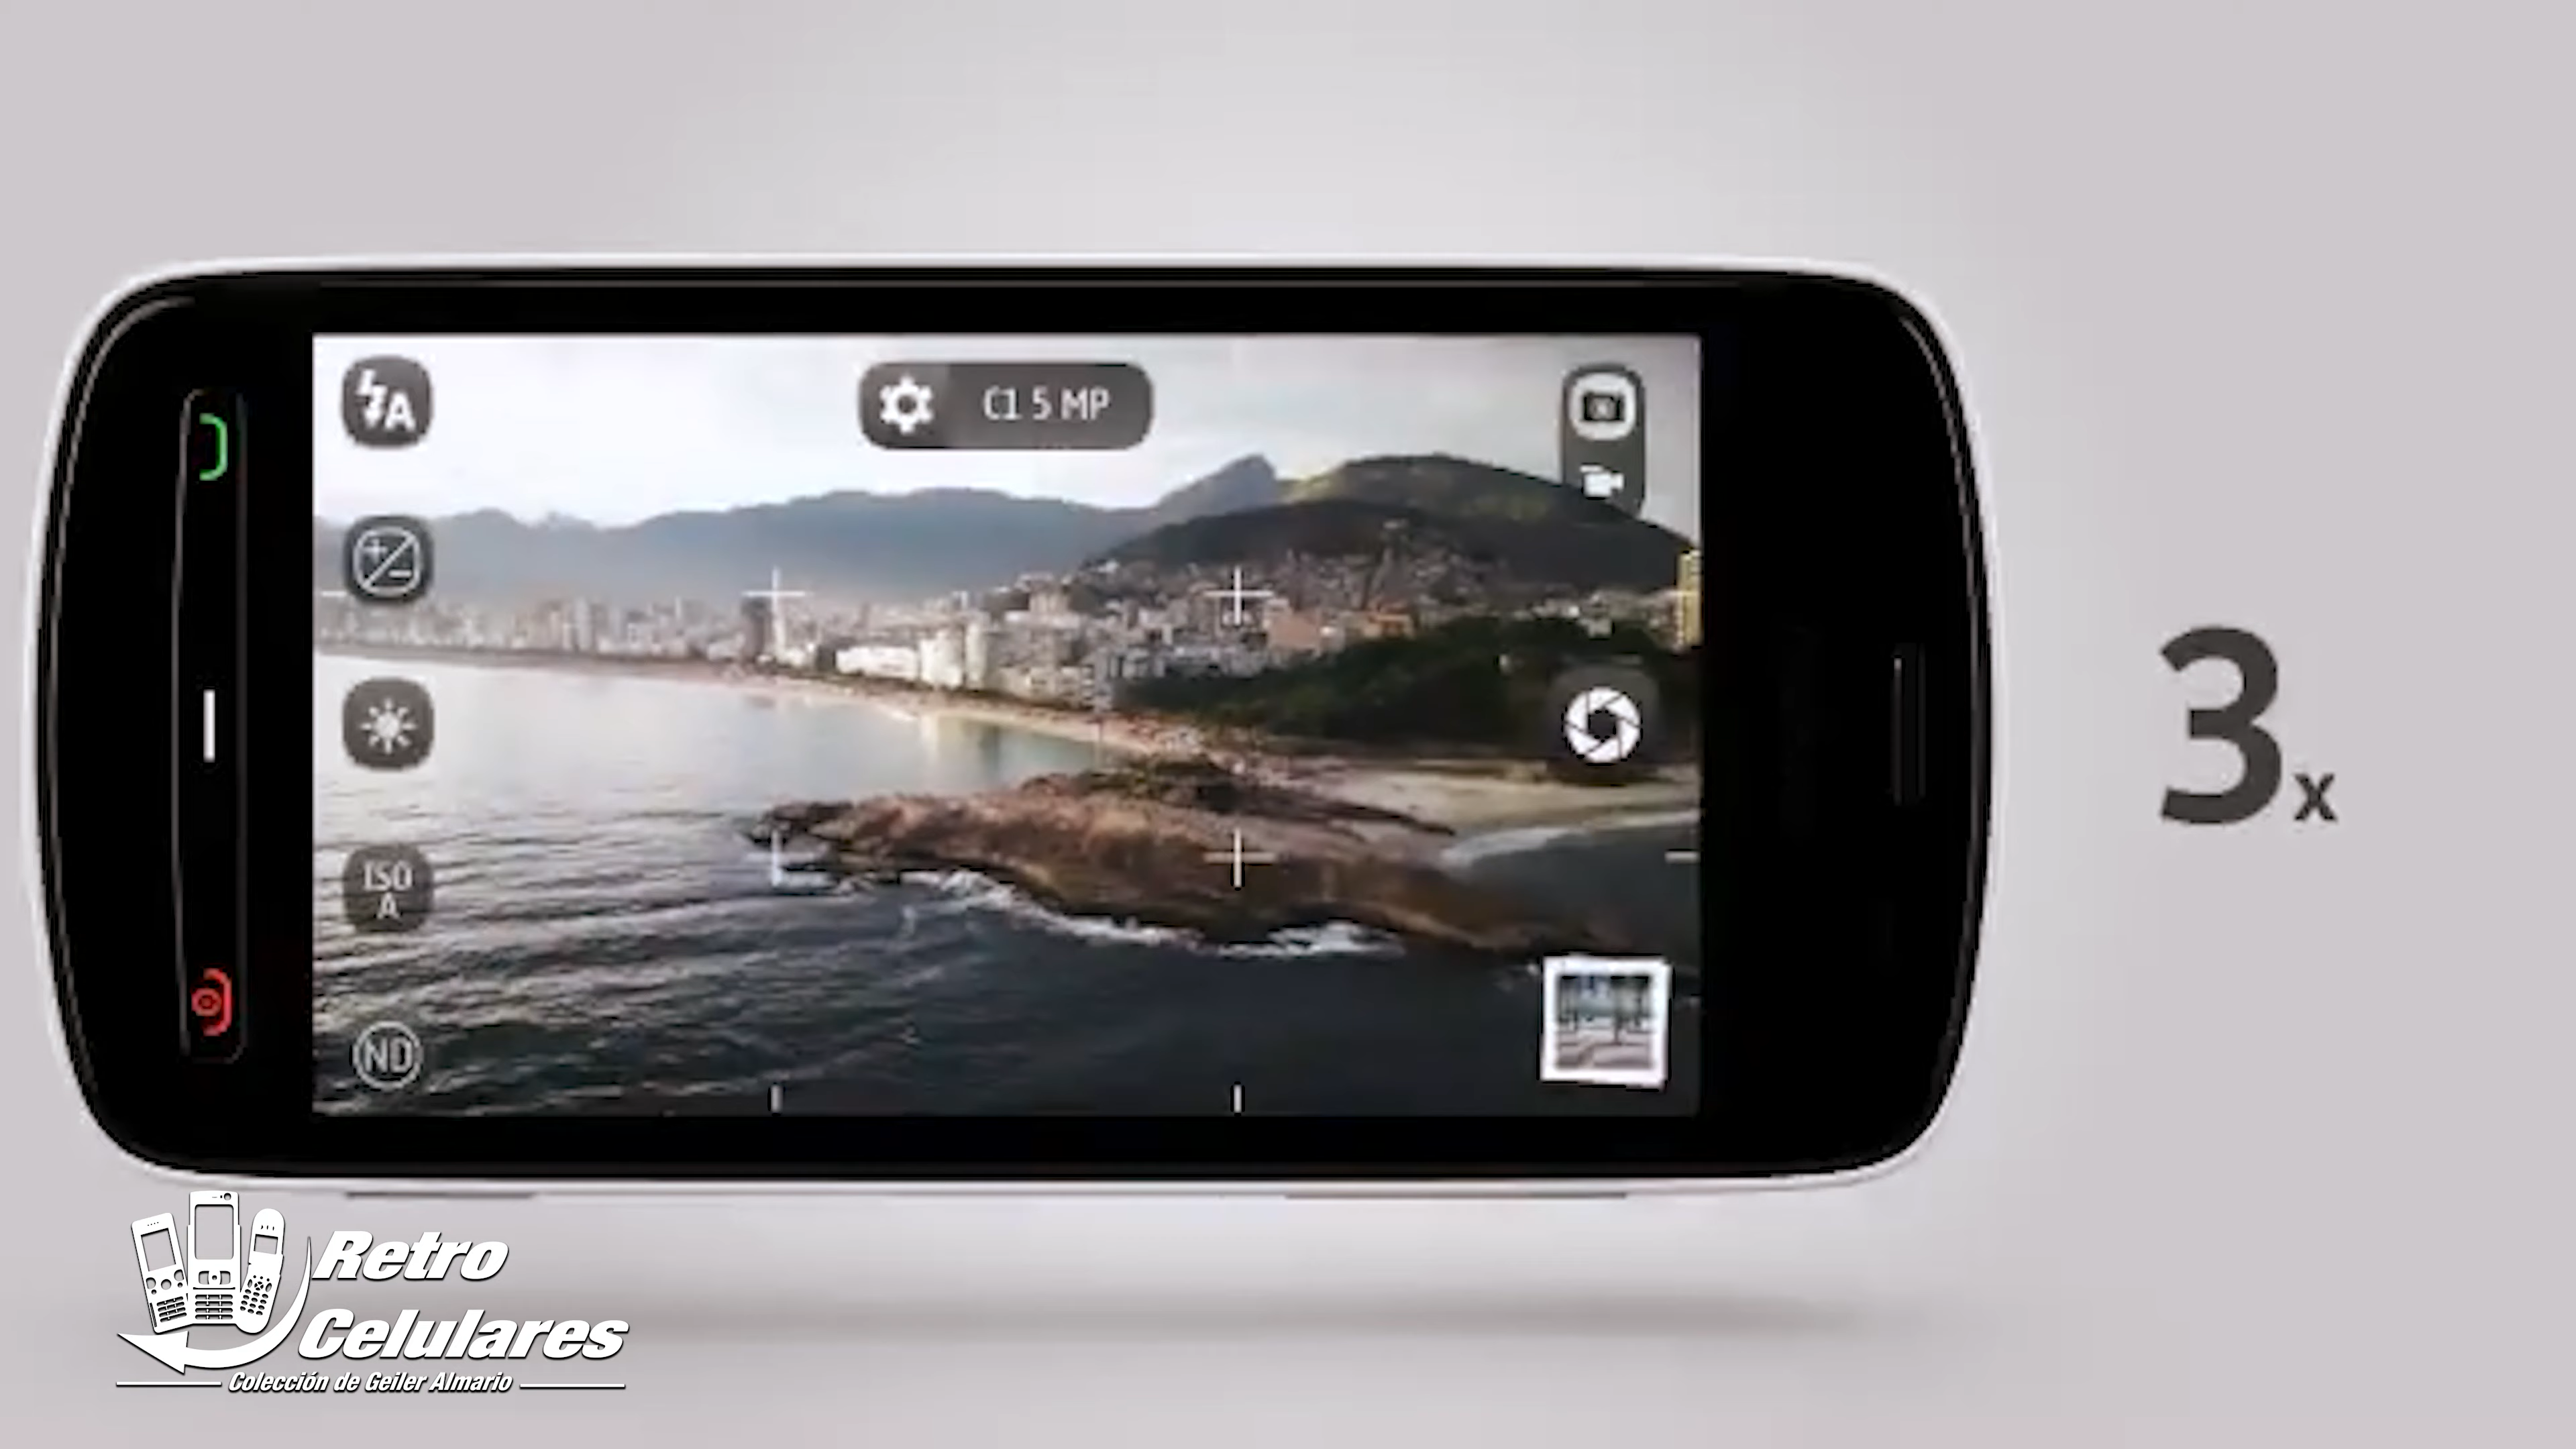 A
C1 5 MP
ISO
A
ND
3x
Retro
Celulares
Colección de Geiler Almario